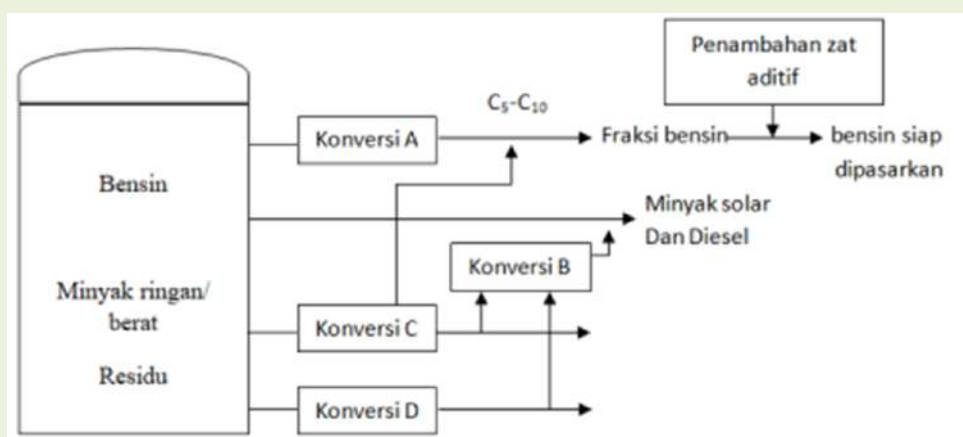 Penambahan zat
aditif
C₅-C₁₀
Konversi A
Fraksi bensin
bensin siap
dipasarkan
Bensin
Minyak solar
Dan Diesel
Konversi B
Minyak ringan/
berat
Konversi C
Residu
Konversi D